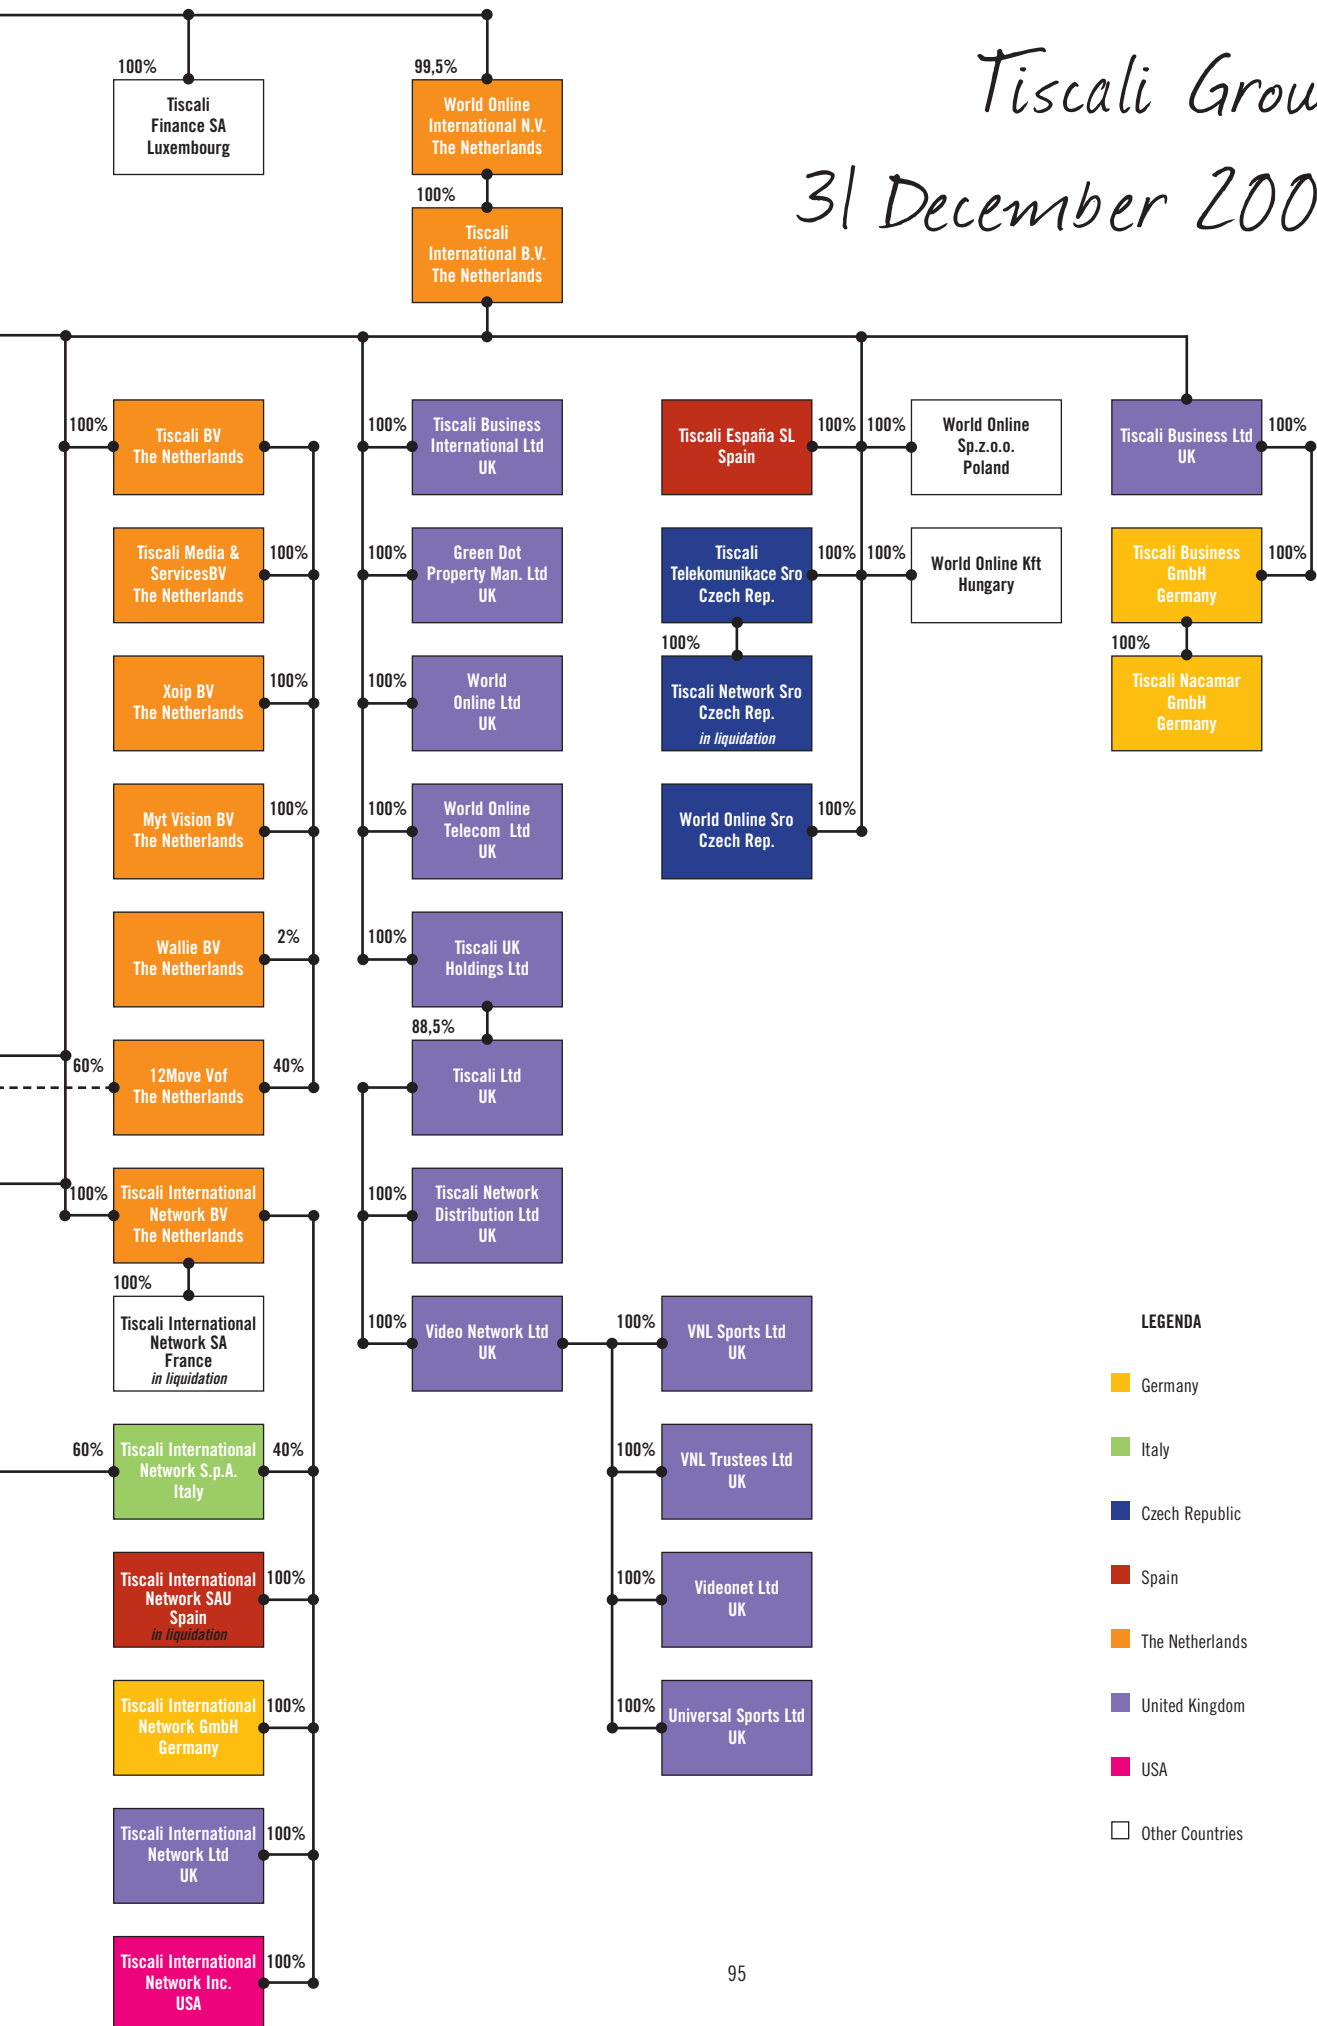 Tiscali Grou
31 December 200
100%
Tiscali
Finance SA
Luxembourg
99,5%
World Online
International N.V.
The Netherlands
100%
Tiscali
International B.V.
The Netherlands
100%
Tiscali BV
The Netherlands
Tiscali Media &
ServicesBV
The Netherlands
100%
Xoip BV
The Netherlands
100%
Myt Vision BV
The Netherlands
100%
Wallie BV
The Netherlands
2%
60%
12Move Vof
The Netherlands
40%
100%
Tiscali International
Network BV
The Netherlands
100%
Tiscali International
Network SA
France
in liquidation
60%
Tiscali International
Network S.p.A.
Italy
40%
Tiscali International
Network SAU
Spain
in liquidation
100%
Tiscali International
Network GmbH
Germany
100%
Tiscali International
Network Ltd
UK
100%
Tiscali International
Network Inc.
USA
100%
100%
Tiscali Business
International Ltd
UK
100%
Green Dot
Property Man. Ltd
UK
100%
World
Online Ltd
UK
100%
World Online
Telecom Ltd
UK
100%
Tiscali UK
Holdings Ltd
88,5%
Tiscali Ltd
UK
100%
Tiscali Network
Distribution Ltd
UK
100%
Video Network Ltd
UK
100%
VNL Sports Ltd
UK
100%
VNL Trustees Ltd
UK
100%
Videonet Ltd
UK
100%
Universal Sports Ltd
UK
Tiscali España SL
Spain
100%
100%
World Online
Sp.z.o.o.
Poland
Tiscali
Telekomunikace Sro
Czech Rep.
100%
100%
World Online Kft
Hungary
100%
Tiscali Network Sro
Czech Rep.
in liquidation
World Online Sro
Czech Rep.
100%
Tiscali Business Ltd
UK
100%
Tiscali Business
GmbH
Germany
100%
100%
Tiscali Nacamar
GmbH
Germany
LEGENDA
Germany
Italy
Czech Republic
Spain
The Netherlands
United Kingdom
USA
Other Countries
95